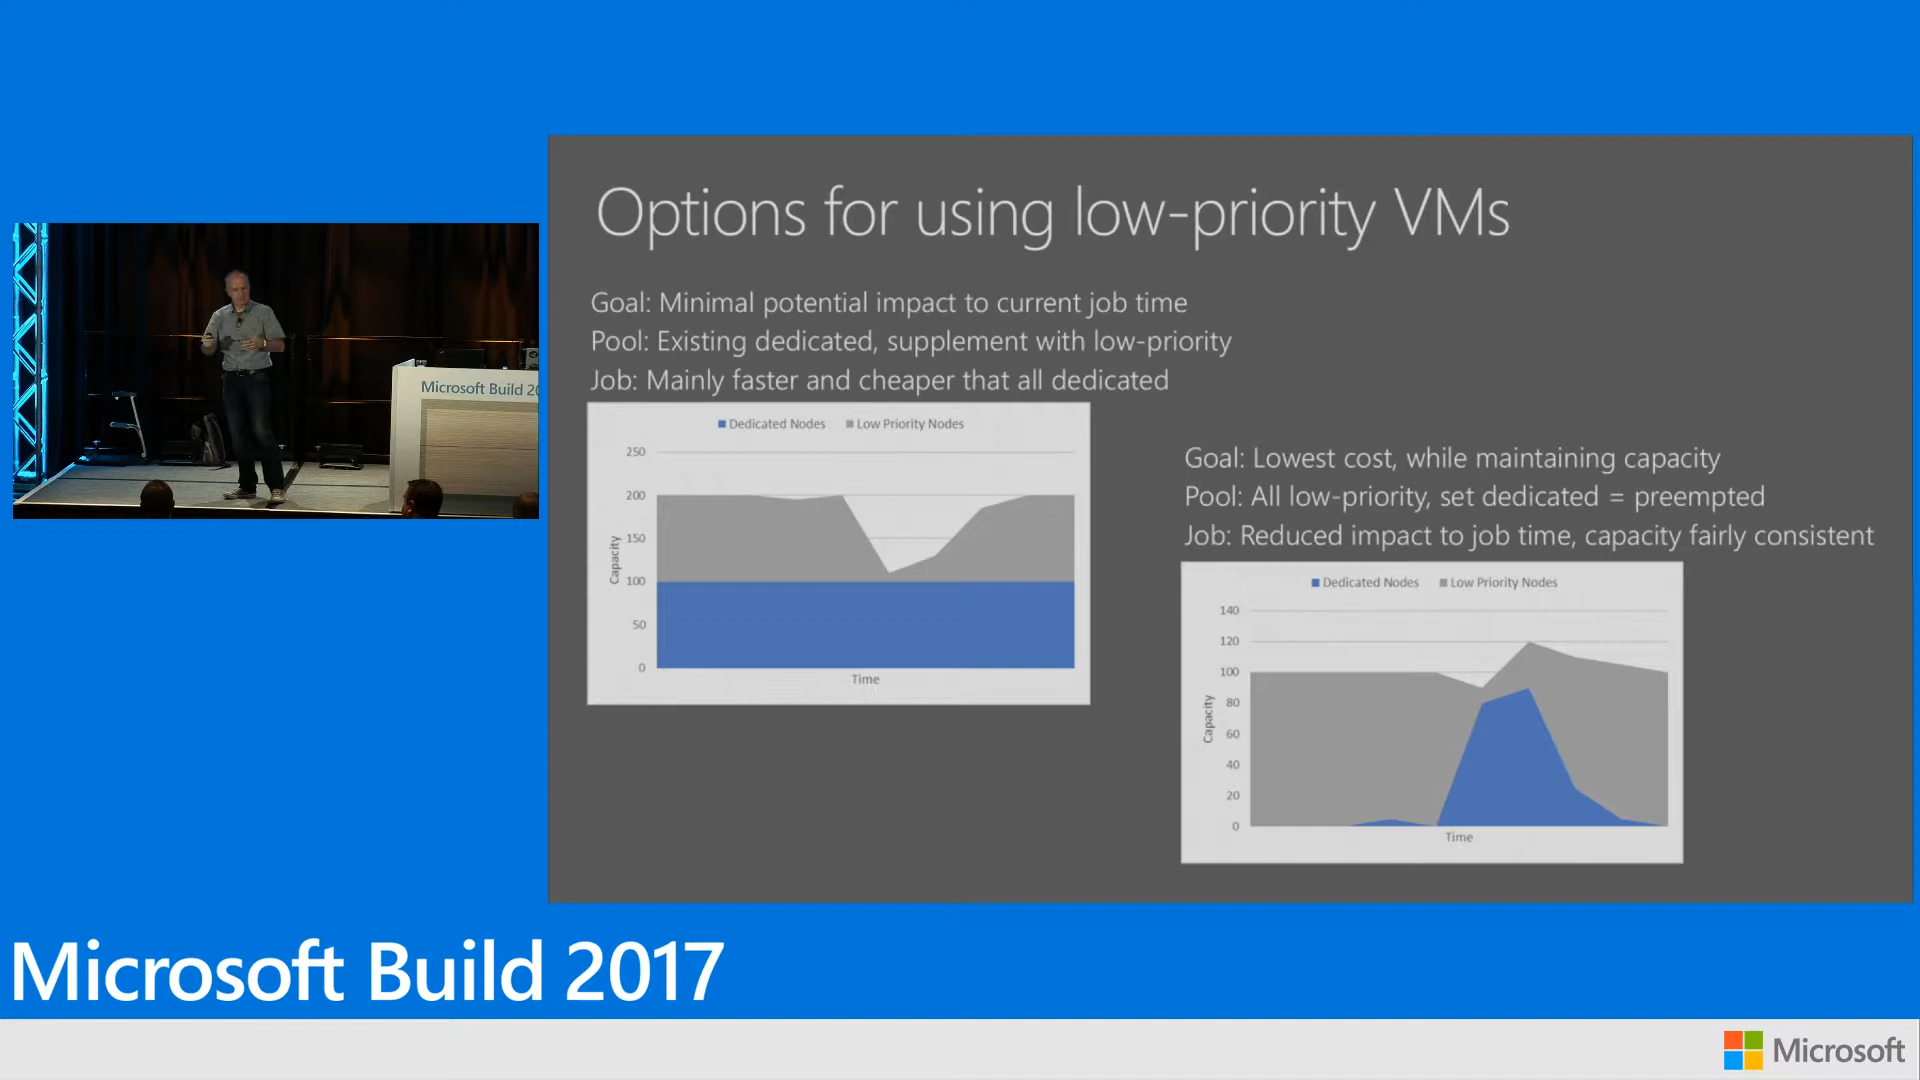 Options for using low-priority VMs
Goal: Minimal potential impact to current job time
Pool: Existing dedicated, supplement with low-priority
Job: Mainly faster and cheaper that all dedicated
Dedicated Nodes Low Priority Nodes
250
200
150
100
50
0
Capacity
Time
Goal: Lowest cost, while maintaining capacity
Pool: All low-priority, set dedicated = preempted
Job: Reduced impact to job time, capacity fairly consistent
Dedicated Nodes Low Priority Nodes
140
120
100
80
60
40
20
0
Capacity
Time
Microsoft Build 20
Microsoft Build 2017
Microsoft